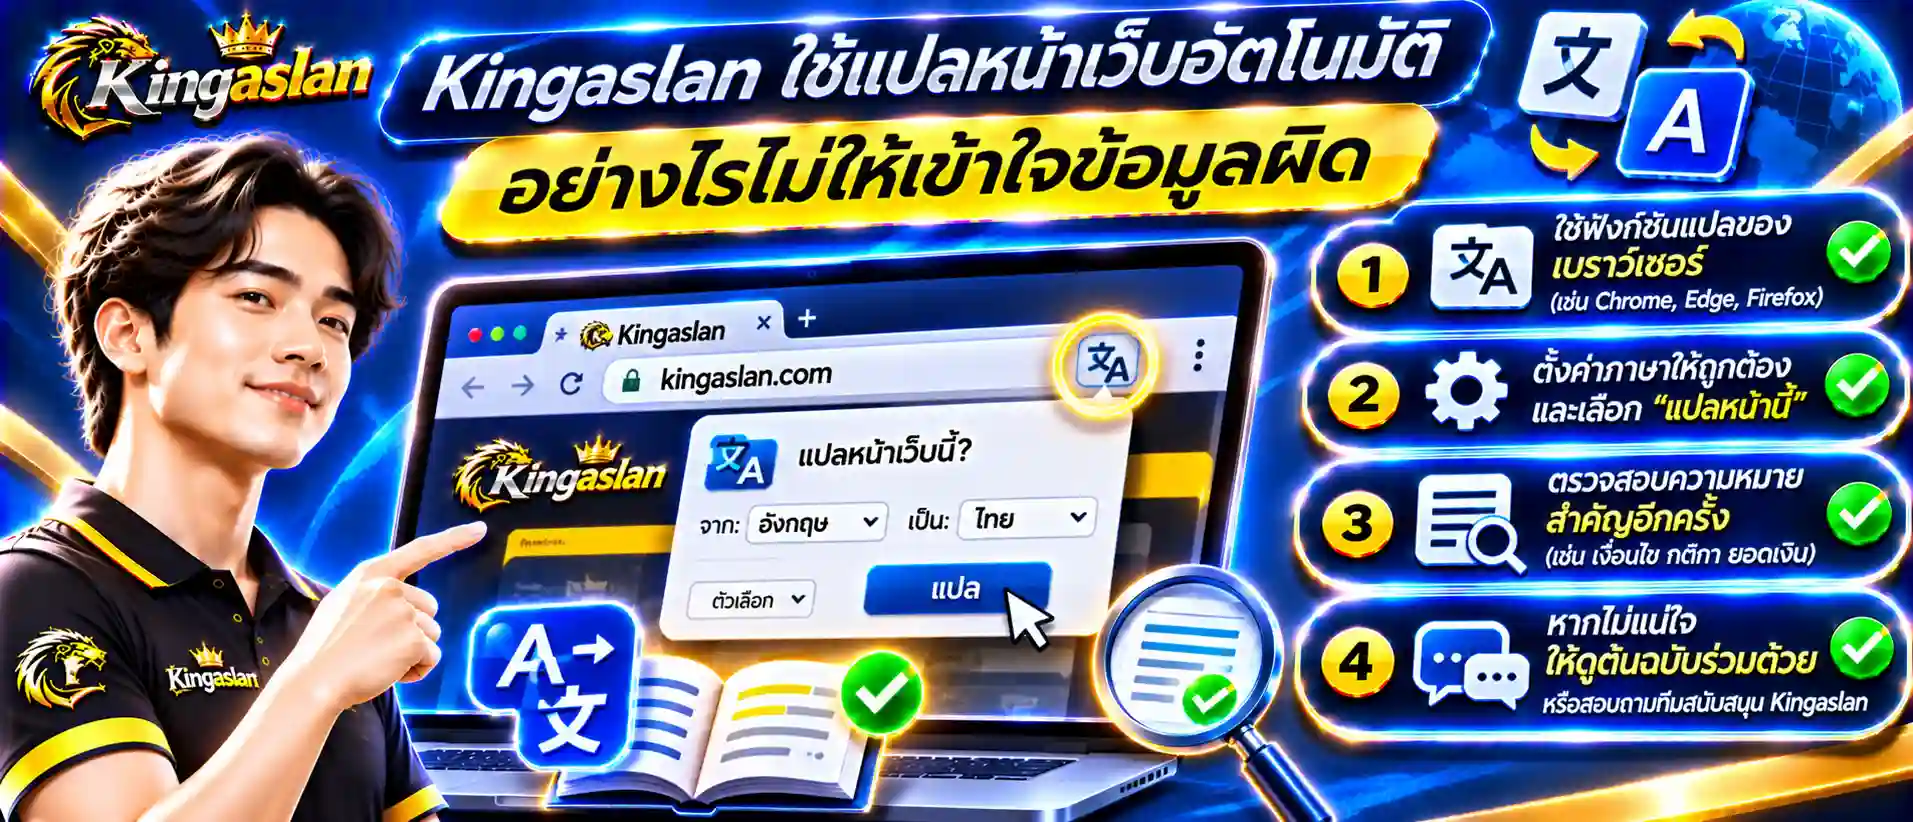 Kingaslan
Kingaslan ใช้แปลหน้าเว็บอัตโนมัติ
อย่างไรไม่ให้เข้าใจข้อมูลผิด
文
A
Kingaslan
kingaslan.com
文A
Kingaslan
文A
แปลหน้าเว็บนี้?
จาก: อังกฤษ เป็น: ไทย
ตัวเลือก แปล
A
文
Kingaslan
1
文A
ใช้ฟังก์ชันแปลของ
เบราว์เซอร์
(เช่น Chrome, Edge, Firefox)
2
ตั้งค่าภาษาให้ถูกต้อง
และเลือก “แปลหน้านี้”
3
ตรวจสอบความหมาย
สำคัญอีกครั้ง
(เช่น เงื่อนไข กติกา ยอดเงิน)
4
หากไม่แน่ใจ
ให้ดูต้นฉบับร่วมด้วย
หรือสอบถามทีมสนับสนุน Kingaslan